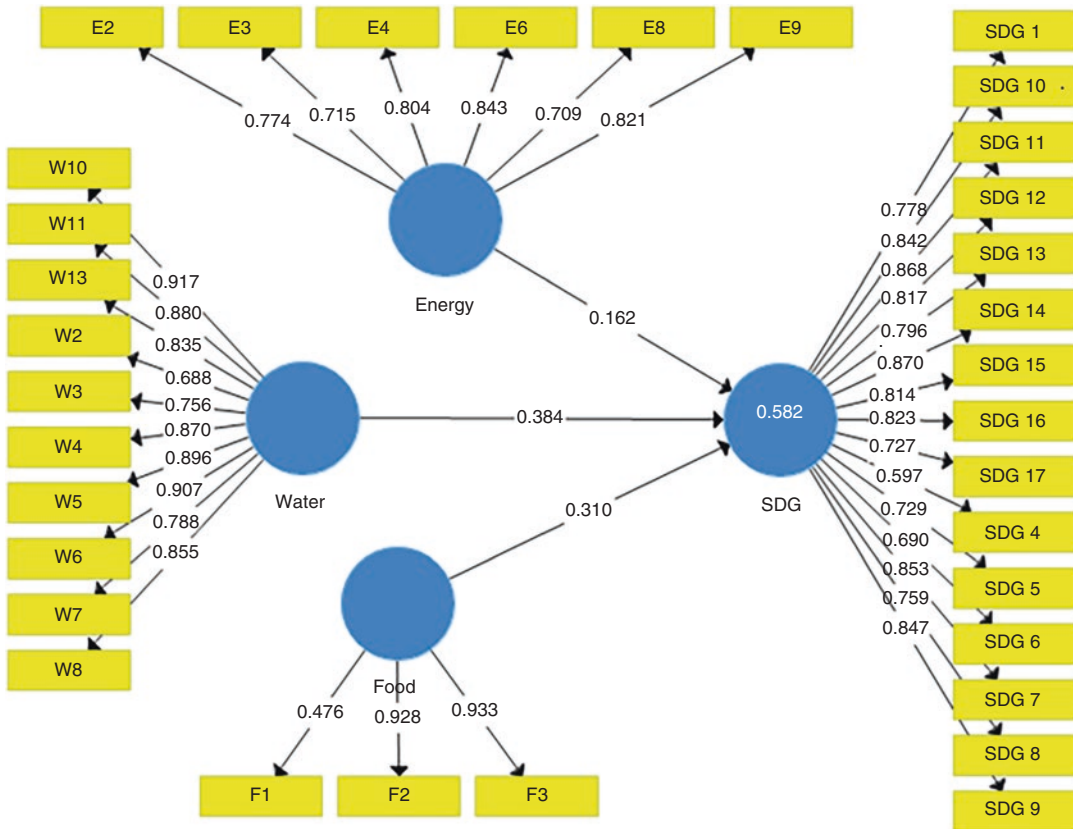 E2
E3
E4
E6
E8
E9
0.774
0.715
0.804
0.843
0.709
0.821
Energy
0.162
W10
W11
W13
W2
W3
W4
W5
W6
W7
W8
0.917
0.880
0.835
0.688
0.756
0.870
0.896
0.907
0.788
0.855
Water
0.384
Food
0.310
0.476
0.928
0.933
F1
F2
F3
0.582
SDG
0.778
0.842
0.868
0.817
0.796
0.870
0.814
0.823
0.727
0.597
0.729
0.690
0.853
0.759
0.847
SDG 1
SDG 10
SDG 11
SDG 12
SDG 13
SDG 14
SDG 15
SDG 16
SDG 17
SDG 4
SDG 5
SDG 6
SDG 7
SDG 8
SDG 9